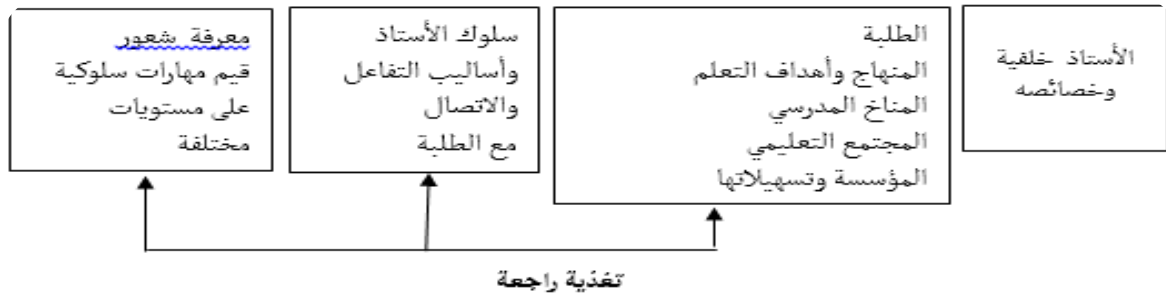 الأستاذ خلفية
وخصائصه
الطلبة
المنهاج وأهداف التعلم
المناخ المدرسي
المجتمع التعليمي
المؤسسة وتسهيلاتها
سلوك الأستاذ
وأساليب التفاعل
والاتصال
مع الطلبة
معرفة شعور
قيم مهارات سلوكية
على مستويات
مختلفة
تغذية راجعة